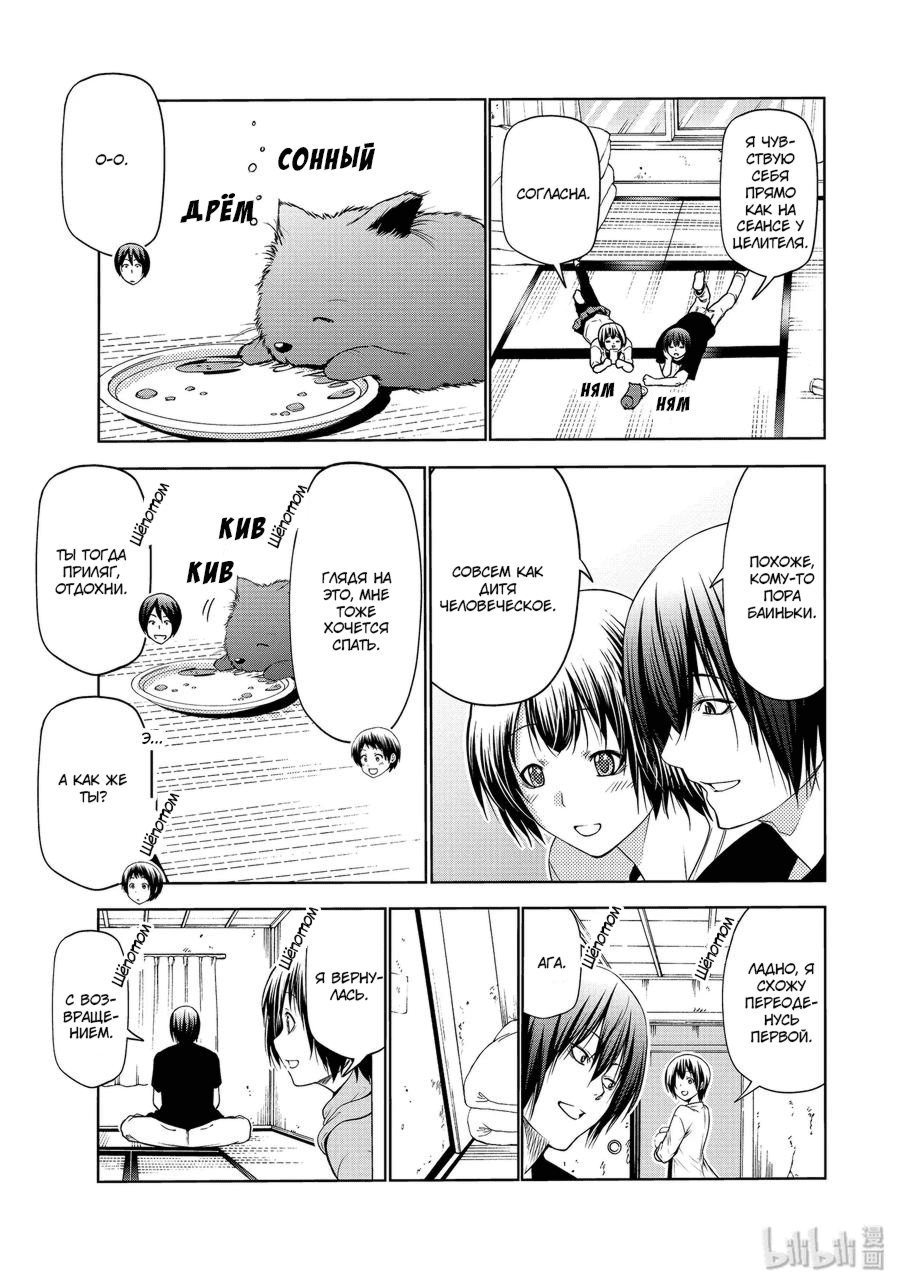 Я ЧУВ-
СТВУЮ
СЕБЯ
ПРЯМО
КАК НА
СЕАНСЕ У
ЦЕЛИТЕЛЯ.
СОГЛАСНА.
НЯМ
НЯМ
СОННЫЙ
ДРЁМ
О-О.
ПОХОЖЕ,
КОМУ-ТО
ПОРА
БАИНЬКИ.
СОВСЕМ КАК
ДИТЯ
ЧЕЛОВЕЧЕСКОЕ.
ШЁПОТОМ
ГЛЯДЯ НА
ЭТО, МНЕ
ТОЖЕ
ХОЧЕТСЯ
СПАТЬ.
КИВ
КИВ
ШЁПОТОМ
ТЫ ТОГДА
ПРИЛЯГ,
ОТДОХНИ.
Э...
А КАК ЖЕ
ТЫ?
ШЁПОТОМ
ШЁПОТОМ
ЛАДНО, Я
СХОЖУ
ПЕРЕОДЕ-
НУСЬ
ПЕРВОЙ.
ШЁПОТОМ
АГА.
ШЁПОТОМ
Я ВЕРНУ-
ЛАСЬ.
ШЁПОТОМ
С ВОЗ-
ВРАЩЕ-
НИЕМ.
bilibili 漫画